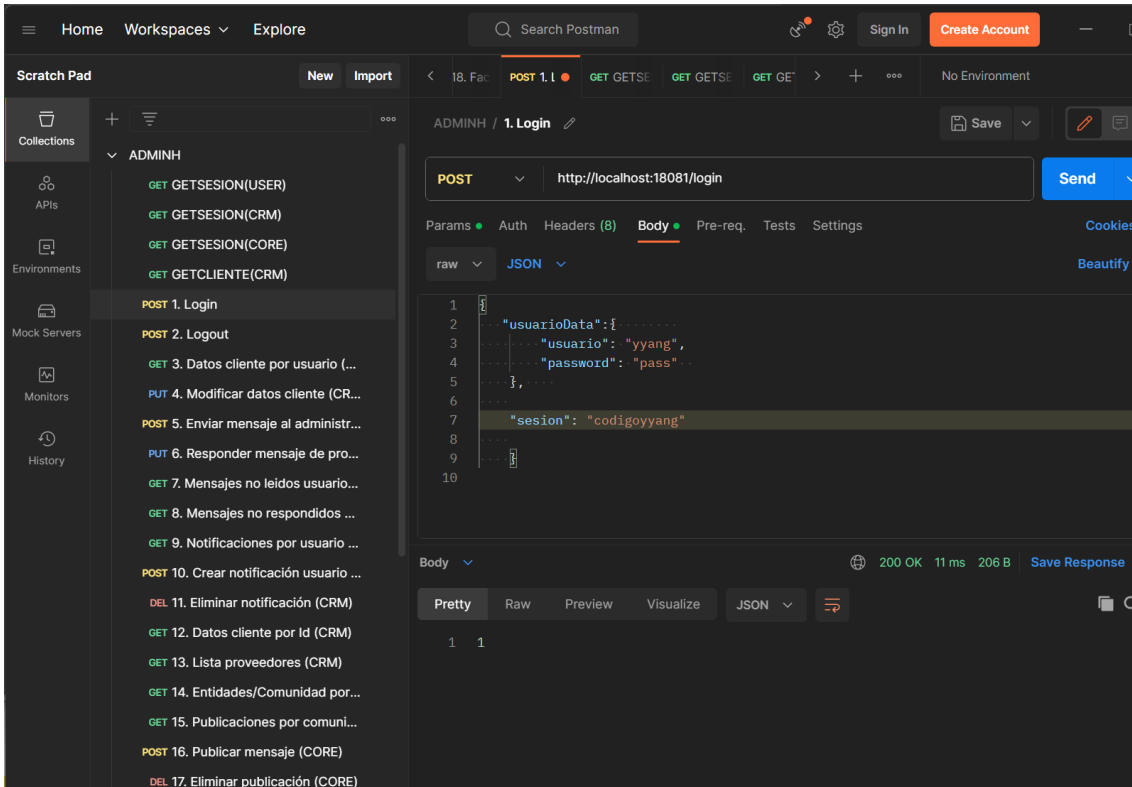 Home Workspaces Explore Search Postman Sign In Create Account
Scratch Pad New Import
18. Fac POST 1. L GET GETSE GET GETSE GET GET No Environment
Collections
APIs
Environments
Mock Servers
Monitors
History
ADMINH
GET GETSESION(USER)
GET GETSESION(CRM)
GET GETSESION(CORE)
GET GETCLIENTE(CRM)
POST 1. Login
POST 2. Logout
GET 3. Datos cliente por usuario (...
PUT 4. Modificar datos cliente (CR...
POST 5. Enviar mensaje al administr...
PUT 6. Responder mensaje de pro...
GET 7. Mensajes no leidos usuario...
GET 8. Mensajes no respondidos ...
GET 9. Notificaciones por usuario ...
POST 10. Crear notificación usuario ...
DEL 11. Eliminar notificación (CRM)
GET 12. Datos cliente por Id (CRM)
GET 13. Lista proveedores (CRM)
GET 14. Entidades/Comunidad por...
GET 15. Publicaciones por comuni...
POST 16. Publicar mensaje (CORE)
DEL 17. Eliminar publicación (CORE)
ADMINH / 1. Login Save
POST http://localhost:18081/login Send
Params Auth Headers (8) Body Pre-req. Tests Settings Cookies
raw JSON Beautify
1 {
2 "usuarioData":{
3 "usuario": "yyang",
4 "password": "pass"
5 },
6
7 "sesion": "codigoyyang"
8
9 }
10
Body 200 OK 11 ms 206 B Save Response
Pretty Raw Preview Visualize JSON
1 1